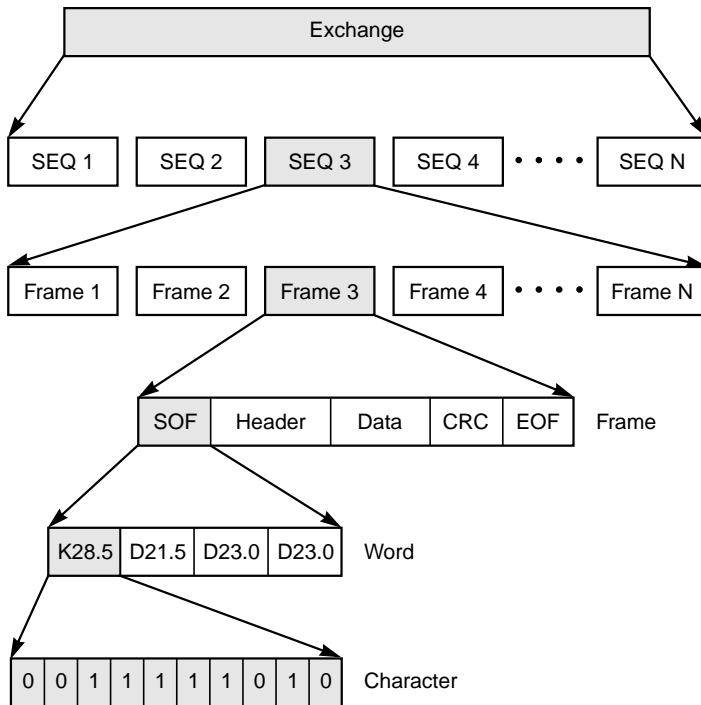 Exchange
SEQ 1 SEQ 2 SEQ 3 SEQ 4 • • • • SEQ N
Frame 1 Frame 2 Frame 3 Frame 4 • • • • Frame N
SOF Header Data CRC EOF Frame
K28.5 D21.5 D23.0 D23.0 Word
0 0 1 1 1 1 1 0 1 0 Character